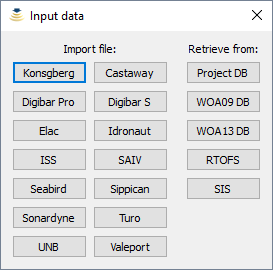 Input data
Import file:
Retrieve from:
Konsgberg
Castaway
Project DB
Digibar Pro
Digibar S
WOA09 DB
Elac
Idronaut
WOA13 DB
ISS
SAIV
RTOFS
Seabird
Sippican
SIS
Sonardyne
Turo
UNB
Valeport